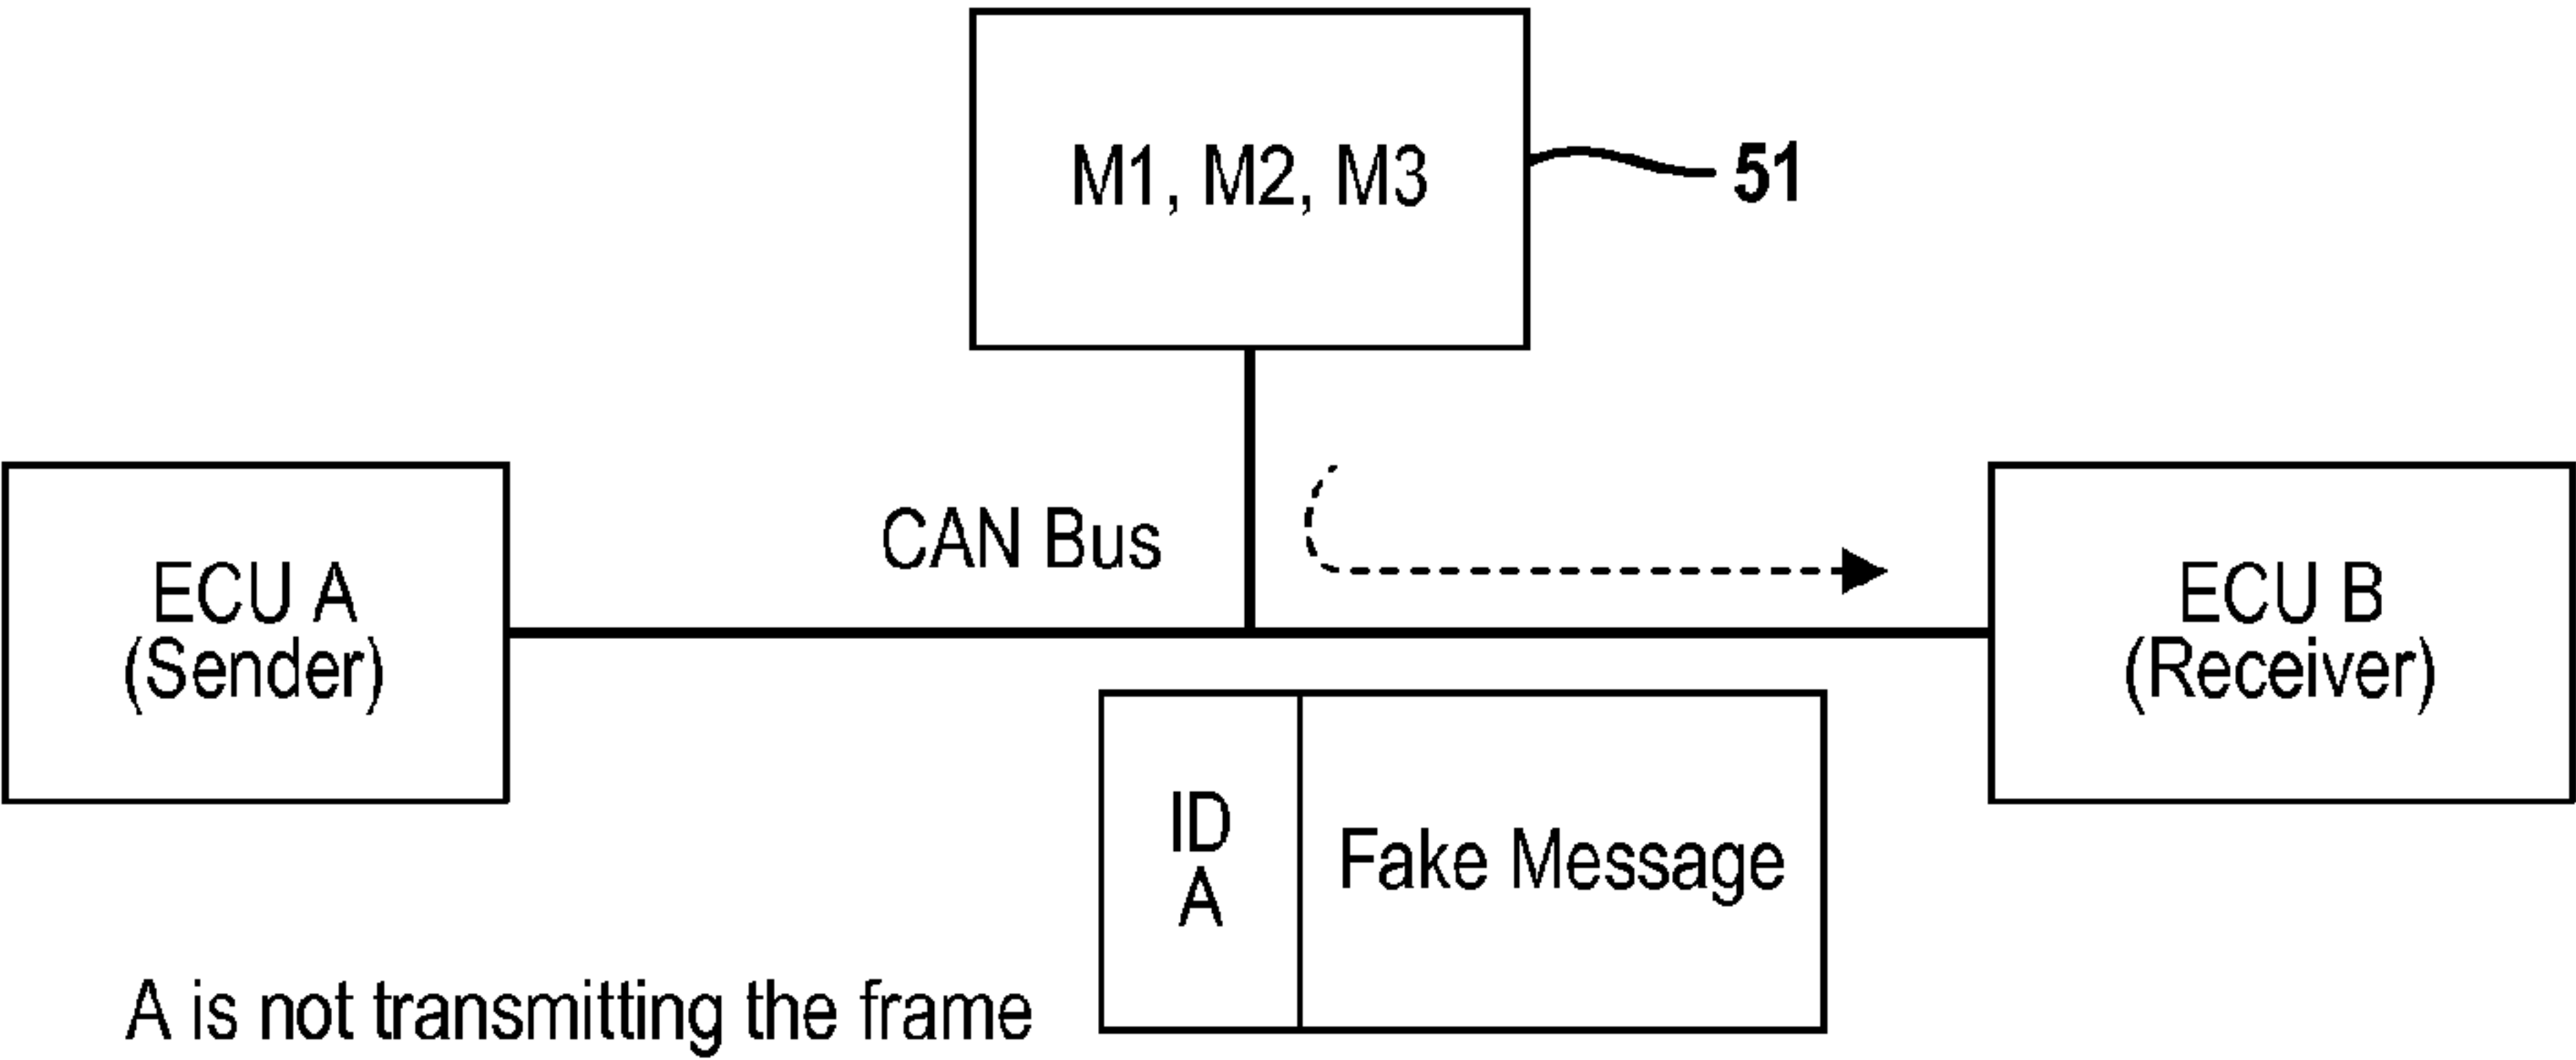 M1, M2, M3
51
CAN Bus
ECU A
(Sender)
ECU B
(Receiver)
ID
A
Fake Message
A is not transmitting the frame